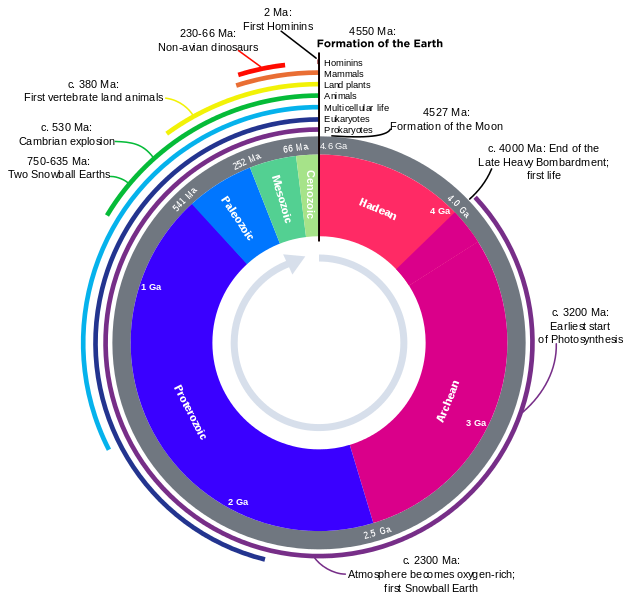 2 Ma:
First Hominins
4550 Ma:
Formation of the Earth
230-66 Ma:
Non-avian dinosaurs
Hominins
Mammals
Land plants
Animals
Multicellular life
Eukaryotes
Prokaryotes
c. 380 Ma:
First vertebrate land animals
4527 Ma:
Formation of the Moon
c. 530 Ma:
Cambrian explosion
750-635 Ma:
Two Snowball Earths
c. 4000 Ma: End of the
Late Heavy Bombardment;
first life
4.6 Ga
66 Ma
252 Ma
541 Ma
4.0 Ga
4 Ga
Hadean
Cenozoic
Mesozoic
Paleozoic
1 Ga
c. 3200 Ma:
Earliest start
of Photosynthesis
Archean
3 Ga
Proterozoic
2 Ga
2.5 Ga
c. 2300 Ma:
Atmosphere becomes oxygen-rich;
first Snowball Earth